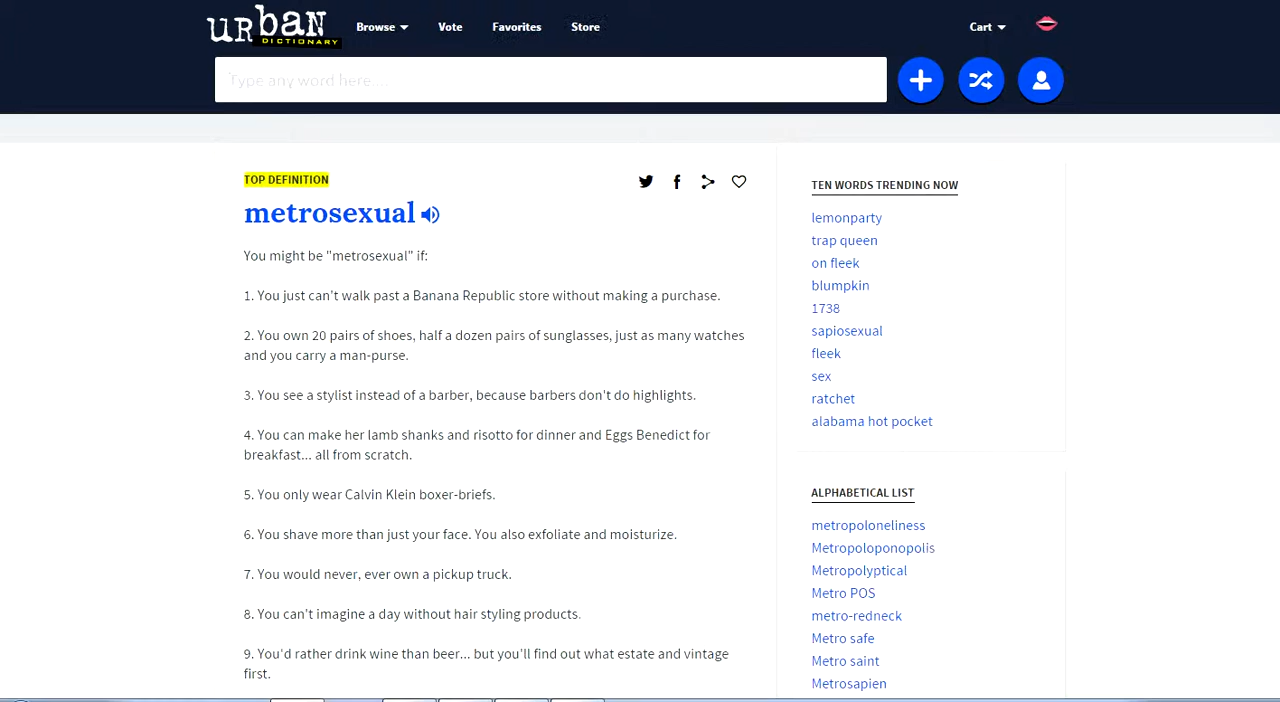 urban
DICTIONARY
Browse
Vote
Favorites
Store
Cart
Type any word here...
TOP DEFINITION
metrosexual
You might be "metrosexual" if:
1. You just can't walk past a Banana Republic store without making a purchase.
2. You own 20 pairs of shoes, half a dozen pairs of sunglasses, just as many watches
and you carry a man-purse.
3. You see a stylist instead of a barber, because barbers don't do highlights.
4. You can make her lamb shanks and risotto for dinner and Eggs Benedict for
breakfast... all from scratch.
5. You only wear Calvin Klein boxer-briefs.
6. You shave more than just your face. You also exfoliate and moisturize.
7. You would never, ever own a pickup truck.
8. You can't imagine a day without hair styling products.
9. You'd rather drink wine than beer... but you'll find out what estate and vintage
first.
TEN WORDS TRENDING NOW
lemonparty
trap queen
on fleek
blumpkin
1738
sapiosexual
fleek
sex
ratchet
alabama hot pocket
ALPHABETICAL LIST
metropoloneliness
Metropoloponopolis
Metropolyptical
Metro POS
metro-redneck
Metro safe
Metro saint
Metrosapien